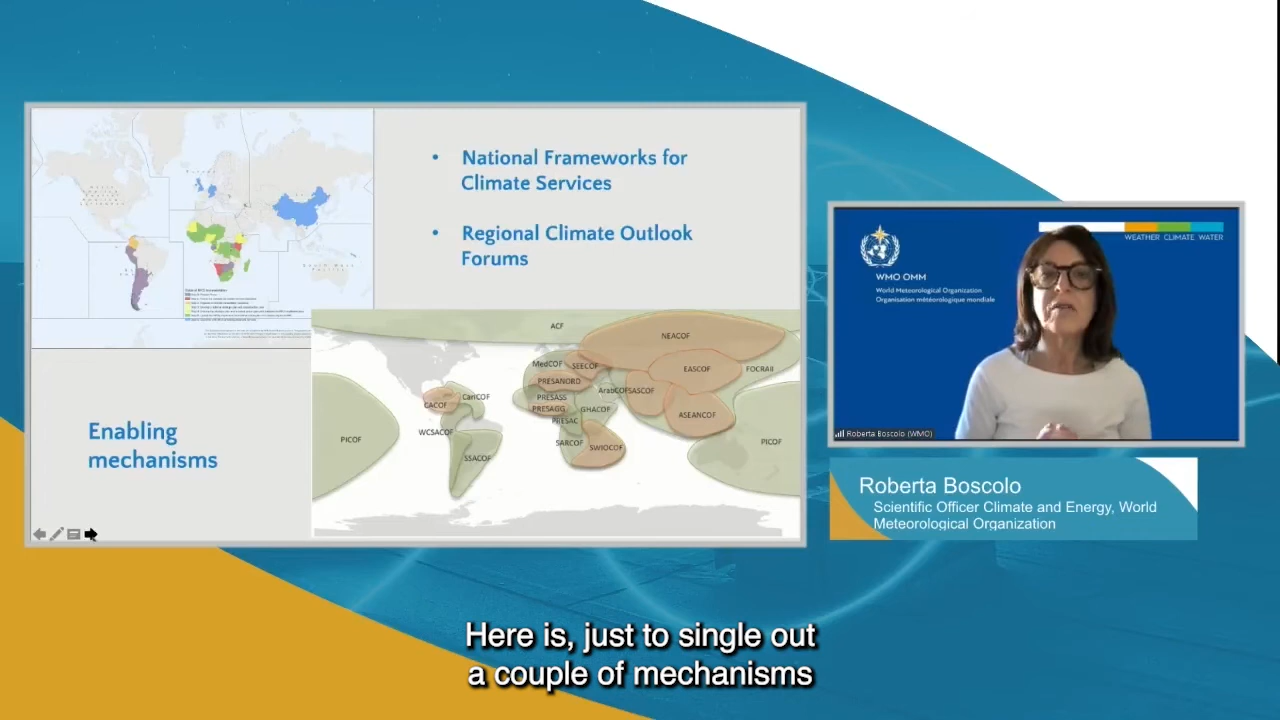 National Frameworks for
Climate Services
Regional Climate Outlook
Forums
Enabling
mechanisms
ACF
NEACOF
MedCOF
SEECOF
EASCOF
FOCRAII
PRESANORD
ArabCOF
SASCOF
CariCOF
CACOF
PRESASS
PRESAGG
GHACOF
ASEANCOF
PRESAC
WCSACOF
PICOF
SARCOF
SWIOCOF
PICOF
SSACOF
WEATHER CLIMATE WATER
WMO OMM
World Meteorological Organization
Organisation météorologique mondiale
Roberta Boscolo (WMO)
Roberta Boscolo
Scientific Officer Climate and Energy, World
Meteorological Organization
Here is, just to single out
a couple of mechanisms